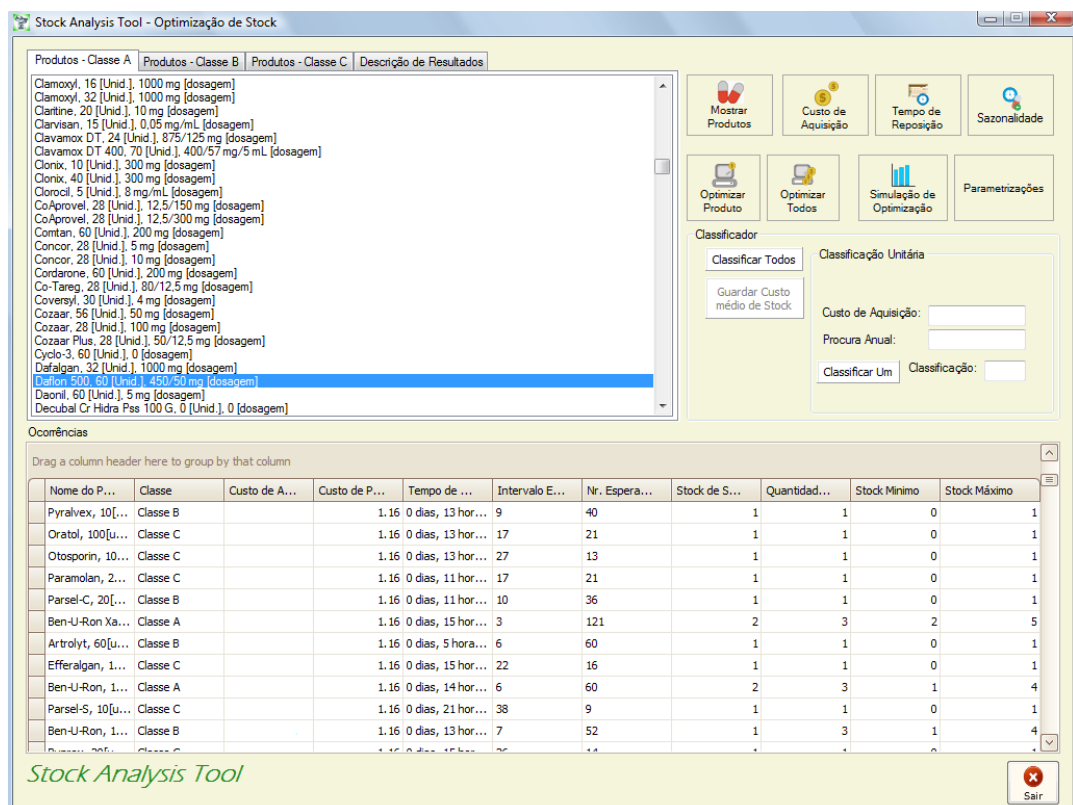 Stock Analysis Tool - Optimização de Stock
Produtos - Classe A Produtos - Classe B Produtos - Classe C Descrição de Resultados
Clamoxyl, 16 [Unid.], 1000 mg [dosagem]
Clamoxyl, 32 [Unid.], 1000 mg [dosagem]
Claritine, 20 [Unid.], 10 mg [dosagem]
Clarvisan, 15 [Unid.], 0,05 mg/mL [dosagem]
Clavamox DT, 24 [Unid.], 875/125 mg [dosagem]
Clavamox DT 400, 70 [Unid.], 400/57 mg/5 mL [dosagem]
Clonix, 10 [Unid.], 300 mg [dosagem]
Clonix, 40 [Unid.], 300 mg [dosagem]
Clorocil, 5 [Unid.], 8 mg/mL [dosagem]
CoAprovel, 28 [Unid.], 12,5/150 mg [dosagem]
CoAprovel, 28 [Unid.], 12,5/300 mg [dosagem]
Comtan, 60 [Unid.], 200 mg [dosagem]
Concor, 28 [Unid.], 5 mg [dosagem]
Concor, 28 [Unid.], 10 mg [dosagem]
Cordarone, 60 [Unid.], 200 mg [dosagem]
Co-Tareg, 28 [Unid.], 80/12,5 mg [dosagem]
Coversyl, 30 [Unid.], 4 mg [dosagem]
Cozaar, 56 [Unid.], 50 mg [dosagem]
Cozaar, 28 [Unid.], 100 mg [dosagem]
Cozaar Plus, 28 [Unid.], 50/12,5 mg [dosagem]
Cyclo-3, 60 [Unid.], 0 [dosagem]
Dafalgan, 32 [Unid.], 1000 mg [dosagem]
Daflon 500, 60 [Unid.], 450/50 mg [dosagem]
Daonil, 60 [Unid.], 5 mg [dosagem]
Decubal Cr Hidra Pss 100 G, 0 [Unid.], 0 [dosagem]
Mostrar Produtos
Custo de Aquisição
Tempo de Reposição
Sazonalidade
Optimizar Produto
Optimizar Todos
Simulação de Optimização
Parametrizações
Classificador
Classificar Todos
Guardar Custo médio de Stock
Classificação Unitária
Custo de Aquisição:
Procura Anual:
Classificar Um Classificação:
Ocorrências
Drag a column header here to group by that column
Nome do P... Classe Custo de A... Custo de P... Tempo de ... Intervalo E... Nr. Espera... Stock de S... Quantidad... Stock Minimo Stock Máximo
Pyralvex, 10[... Classe B 1.16 0 dias, 13 hor... 9 40 1 1 0 1
Oratol, 100[u... Classe C 1.16 0 dias, 13 hor... 17 21 1 1 0 1
Otosporin, 10... Classe C 1.16 0 dias, 13 hor... 27 13 1 1 0 1
Paramolan, 2... Classe C 1.16 0 dias, 11 hor... 17 21 1 1 0 1
Parsel-C, 20[... Classe B 1.16 0 dias, 11 hor... 10 36 1 1 0 1
Ben-U-Ron Xa... Classe A 1.16 0 dias, 15 hor... 3 121 2 3 2 5
Artrolyt, 60[u... Classe B 1.16 0 dias, 5 hora... 6 60 1 1 0 1
Efferalgan, 1... Classe C 1.16 0 dias, 15 hor... 22 16 1 1 0 1
Ben-U-Ron, 1... Classe A 1.16 0 dias, 14 hor... 6 60 2 3 1 4
Parsel-S, 10[u... Classe C 1.16 0 dias, 21 hor... 38 9 1 1 0 1
Ben-U-Ron, 1... Classe B 1.16 0 dias, 13 hor... 7 52 1 3 1 4
Stock Analysis Tool
Sair